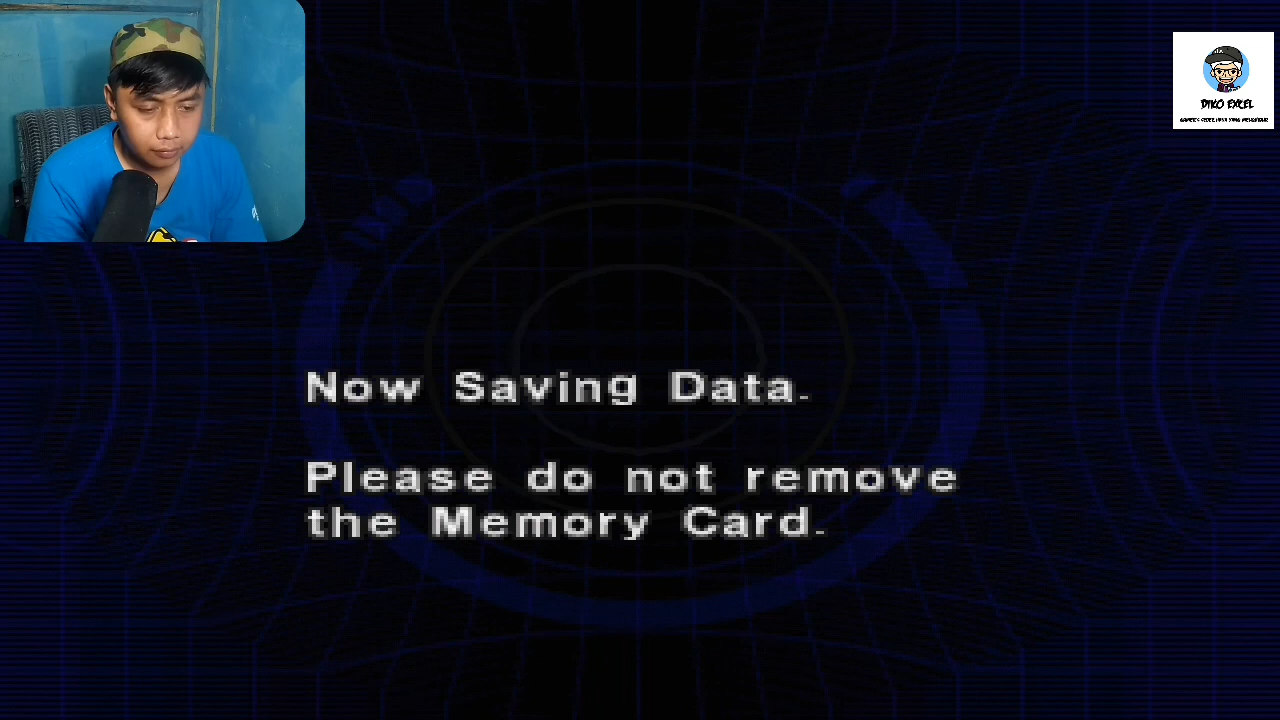 DIKO EXCEL
Now Saving Data.
Please do not remove
the Memory Card.